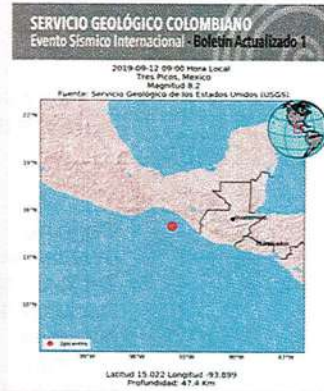 SERVICIO GEOLÓGICO COLOMBIANO
Evento Sísmico Internacional - Boletín Actualizado 1
2019-09-12 09:00 Hora Local
Tres Picos, Mexico
Magnitud 8.2
Fuente: Servicio Geológico de los Estados Unidos (USGS)
Guatemala
Epicentro
Latitud 15.022 Longitud -93.899
Profundidad: 47.4 Km